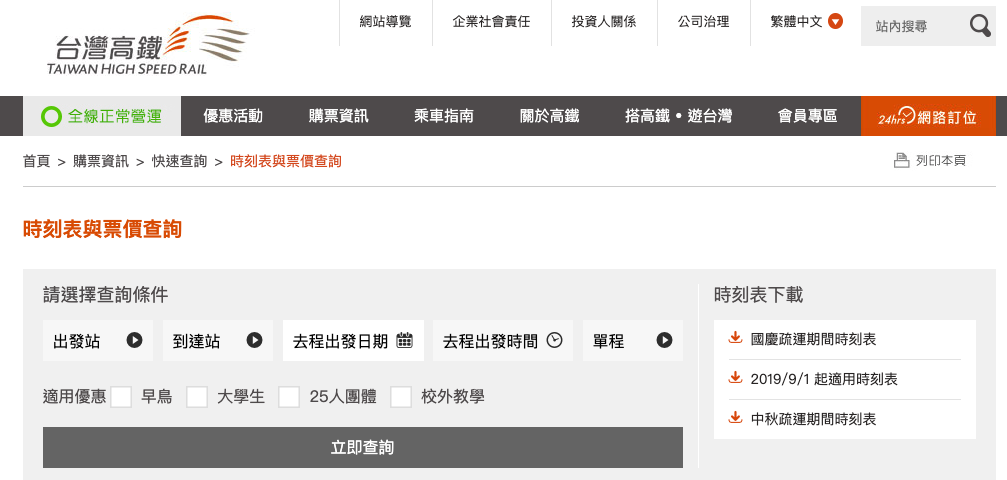 台灣高鐵
TAIWAN HIGH SPEED RAIL
網站導覽 企業社會責任 投資人關係 公司治理 繁體中文 站內搜尋
全線正常營運 優惠活動 購票資訊 乘車指南 關於高鐵 搭高鐵 • 遊台灣 會員專區 24hrs 網路訂位
首頁 > 購票資訊 > 快速查詢 > 時刻表與票價查詢 列印本頁
時刻表與票價查詢
請選擇查詢條件
出發站 到達站 去程出發日期 去程出發時間 單程
適用優惠 早鳥 大學生 25人團體 校外教學
立即查詢
時刻表下載
國慶疏運期間時刻表
2019/9/1 起適用時刻表
中秋疏運期間時刻表